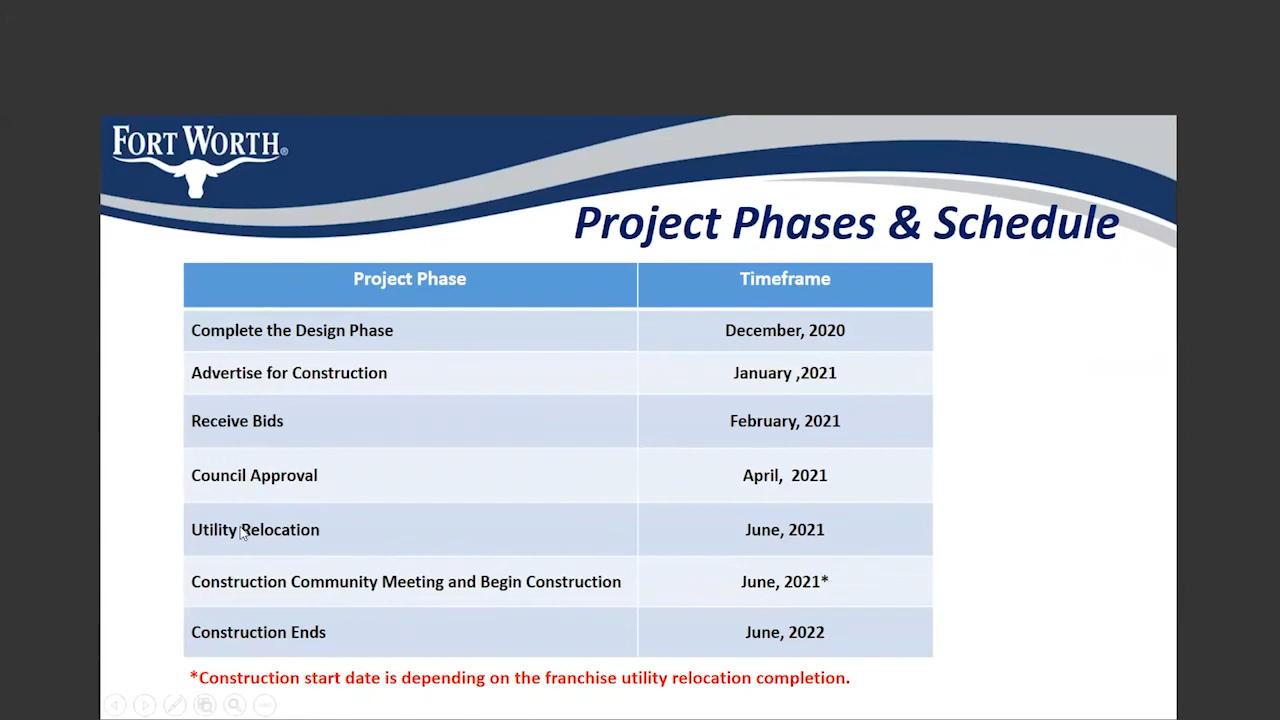 FORT WORTH®
Project Phases & Schedule
Project Phase Timeframe
Complete the Design Phase December, 2020
Advertise for Construction January ,2021
Receive Bids February, 2021
Council Approval April, 2021
Utility Relocation June, 2021
Construction Community Meeting and Begin Construction June, 2021*
Construction Ends June, 2022
*Construction start date is depending on the franchise utility relocation completion.